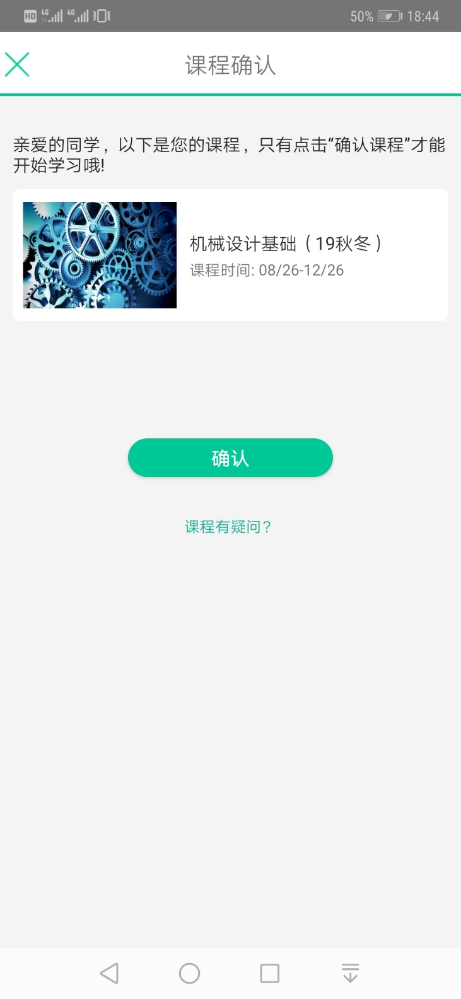 HD 4G 4G 50% 18:44
课程确认
亲爱的同学，以下是您的课程，只有点击“确认课程”才能
开始学习哦!
机械设计基础（19秋冬）
课程时间: 08/26-12/26
确认
课程有疑问？